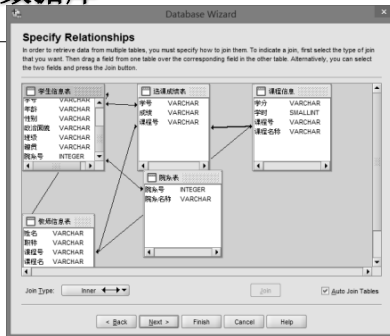 Database Wizard
Specify Relationships
In order to retrieve data from multiple tables, you must specify how to join them. To indicate a join, first select the type of join
that you want. Then drag a field from one table over the corresponding field in the other table. Alternatively, you can select
the two fields and press the Join button.
学生信息表
学号 VARCHAR
年龄 VARCHAR
性别 VARCHAR
政治面貌 VARCHAR
班级 VARCHAR
籍贯 VARCHAR
院系号 INTEGER
选课成绩表
学号 VARCHAR
成绩 VARCHAR
课程号 VARCHAR
课程信息
学分 VARCHAR
学时 SMALLINT
课程号 VARCHAR
课程名称 VARCHAR
院系表
院系号 INTEGER
院系名称 VARCHAR
教师信息表
姓名 VARCHAR
职称 VARCHAR
课程号 VARCHAR
课程名 VARCHAR
Join Type: Inner Join Auto Join Tables
< Back Next > Finish Cancel Help